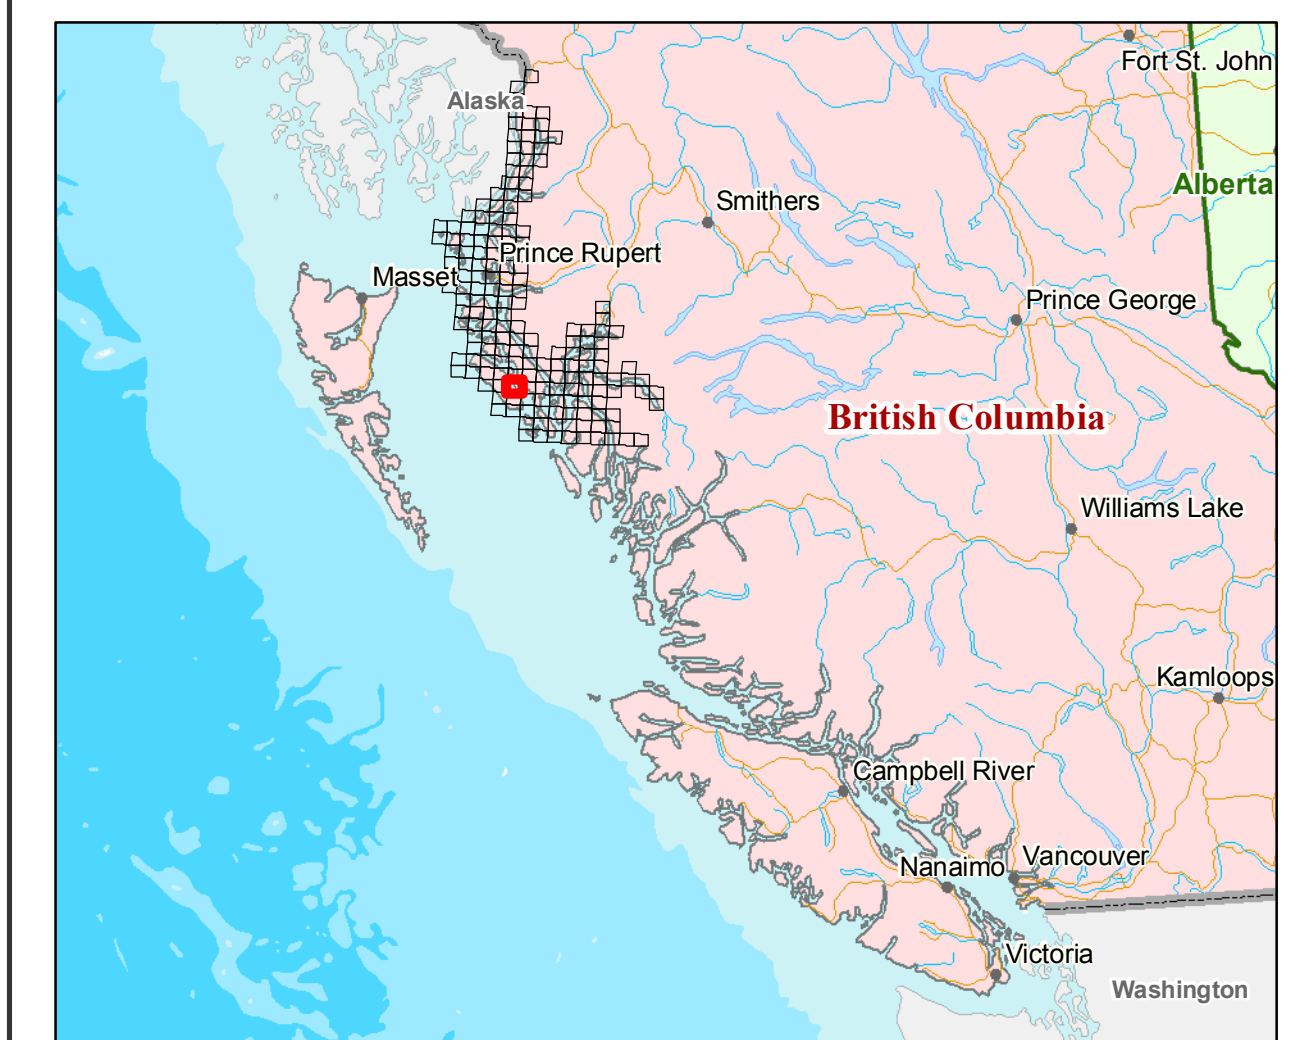 Fort St. John
Alaska
Alberta
Smithers
Prince Rupert
Masset
Prince George
British Columbia
Williams Lake
Kamloops
Campbell River
Vancouver
Nanaimo
Victoria
Washington